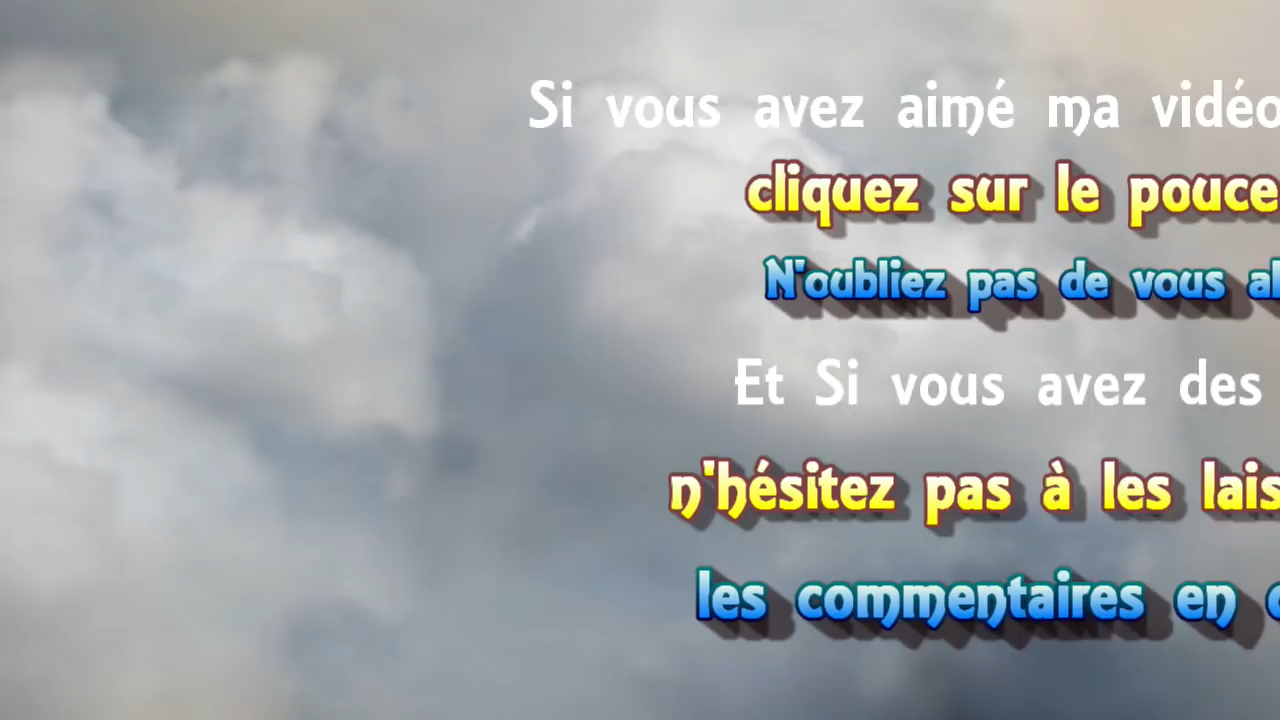 Si vous avez aimé ma vidéo
cliquez sur le pouce
N'oubliez pas de vous
Et Si vous avez des
n'hésitez pas à les
les commentaires en